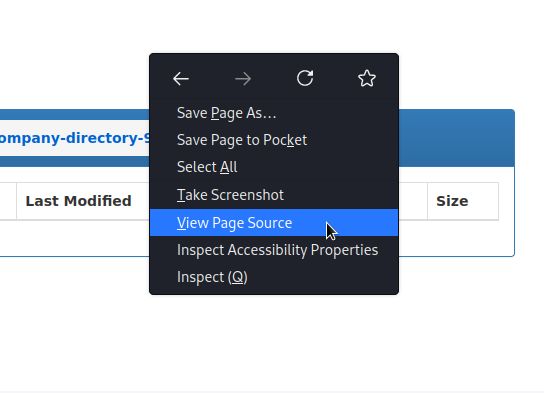 Save Page As…
ompany-directory-9
Save Page to Pocket
Select All
Last Modified
Take Screenshot
Size
View Page Source
Inspect Accessibility Properties
Inspect (Q)